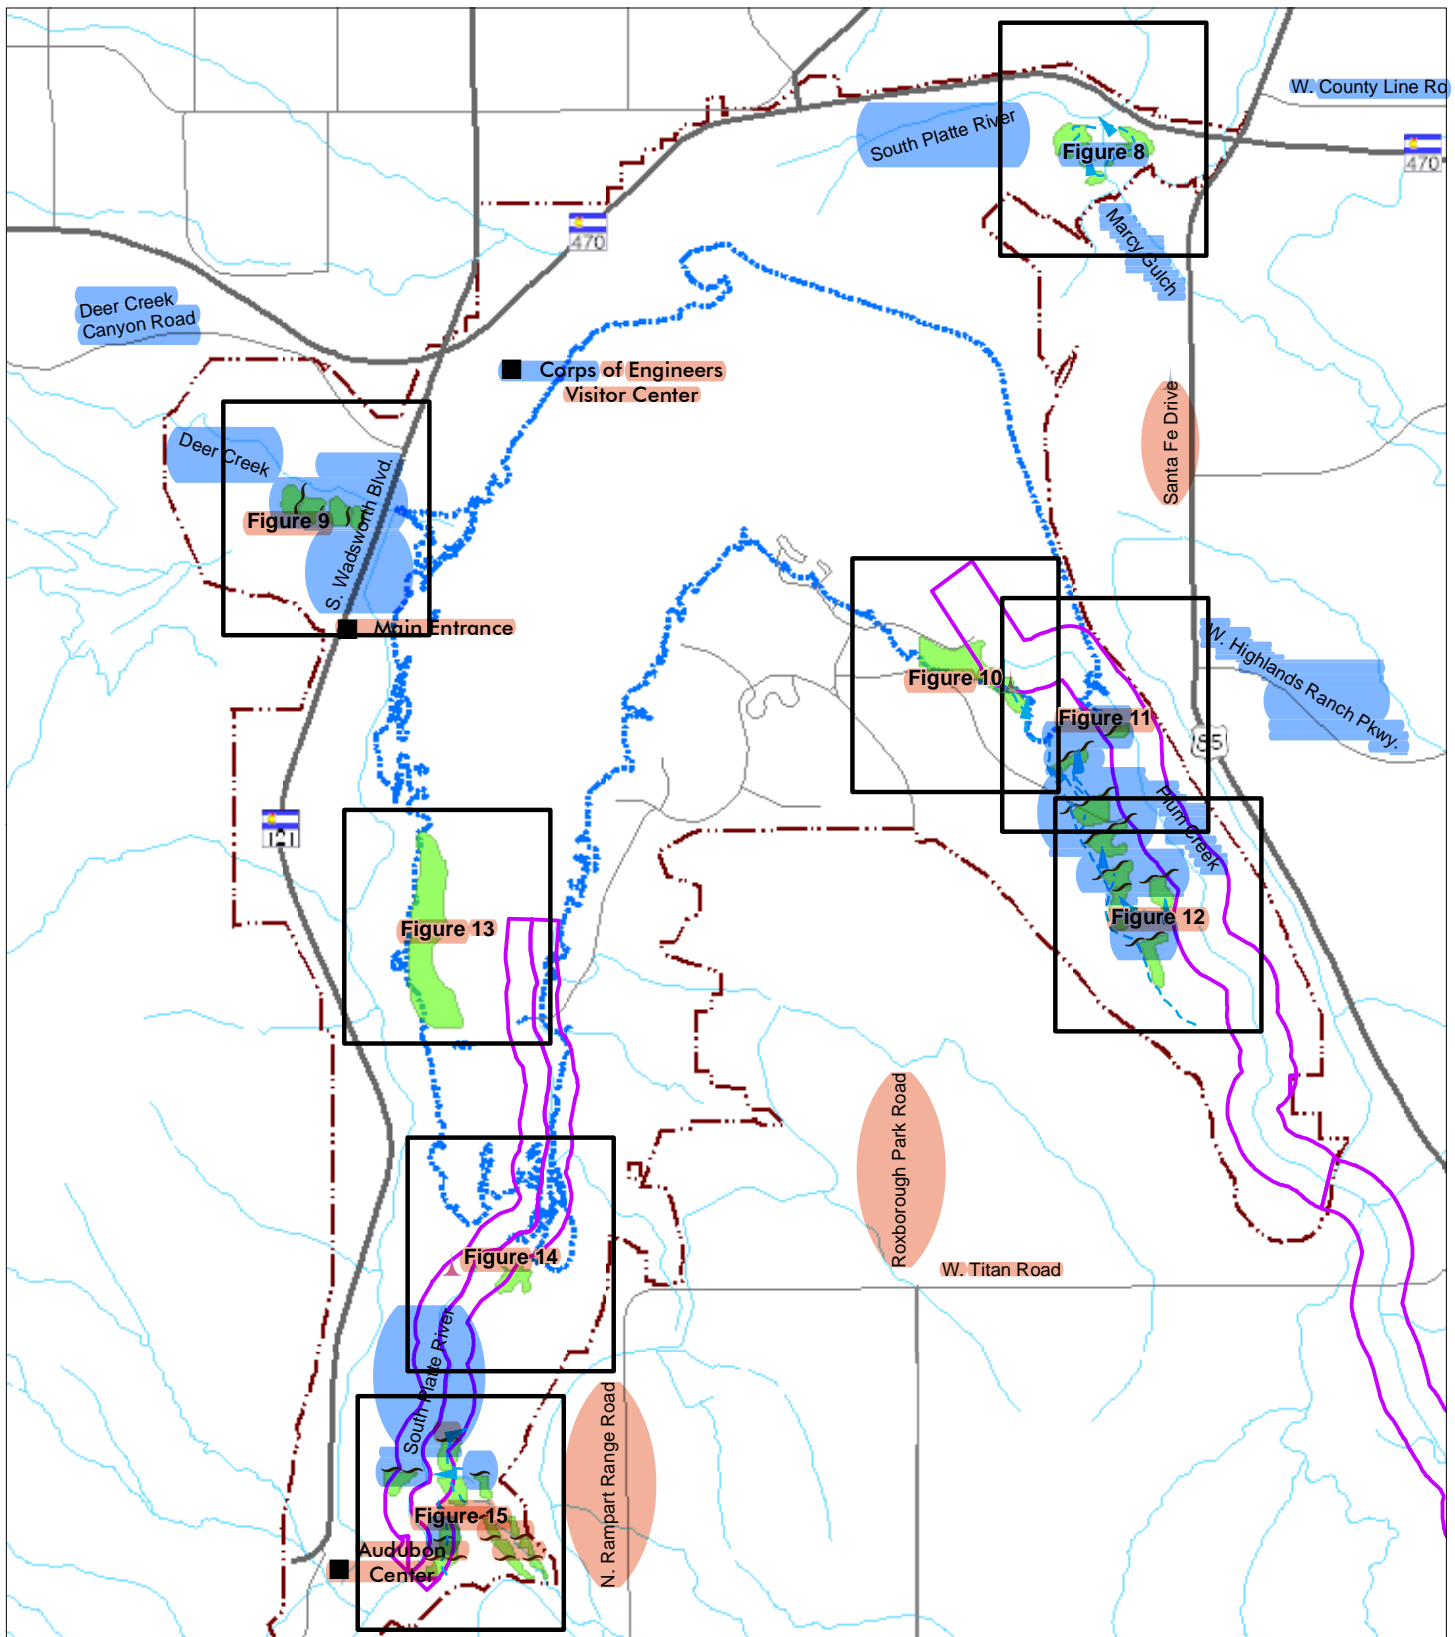 W. County Line Ro
South Platte River
Figure 8
470
470
Marcy Gulch
Deer Creek
Canyon Road
Corps of Engineers
Visitor Center
Santa Fe Drive
Deer Creek
S. Wadsworth Blvd.
Figure 9
Main Entrance
W. Highlands Ranch Pkwy.
Figure 10
Figure 11
85
Plum Creek
121
Figure 12
Figure 13
Roxborough Park Road
Figure 14
W. Titan Road
South Platte River
N. Rampart Range Road
Figure 15
Audubon
Center